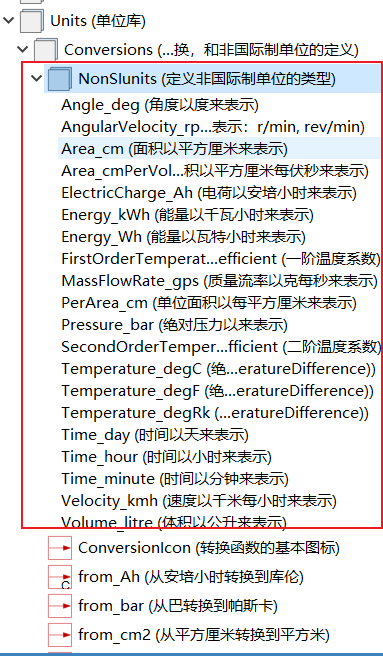 Units (单位库)
Conversions (...换，和非国际制单位的定义)
NonSIunits (定义非国际制单位的类型)
Angle_deg (角度以度来表示)
AngularVelocity_rp...表示：r/min, rev/min)
Area_cm (面积以平方厘米来表示)
Area_cmPerVol...积以平方厘米每伏秒来表示)
ElectricCharge_Ah (电荷以安培小时来表示)
Energy_kWh (能量以千瓦小时来表示)
Energy_Wh (能量以瓦特小时来表示)
FirstOrderTemperat...efficient (一阶温度系数)
MassFlowRate_gps (质量流率以克每秒来表示)
PerArea_cm (单位面积以每平方厘米来表示)
Pressure_bar (绝对压力以来表示)
SecondOrderTemper...fficient (二阶温度系数)
Temperature_degC (绝...eratureDifference))
Temperature_degF (绝...eratureDifference))
Temperature_degRk (...eratureDifference))
Time_day (时间以天来表示)
Time_hour (时间以小时来表示)
Time_minute (时间以分钟来表示)
Velocity_kmh (速度以千米每小时来表示)
Volume_litre (体积以公升来表示)
ConversionIcon (转换函数的基本图标)
C
from_Ah (从安培小时转换到库伦)
from_bar (从巴转换到帕斯卡)
from_cm2 (从平方厘米转换到平方米)